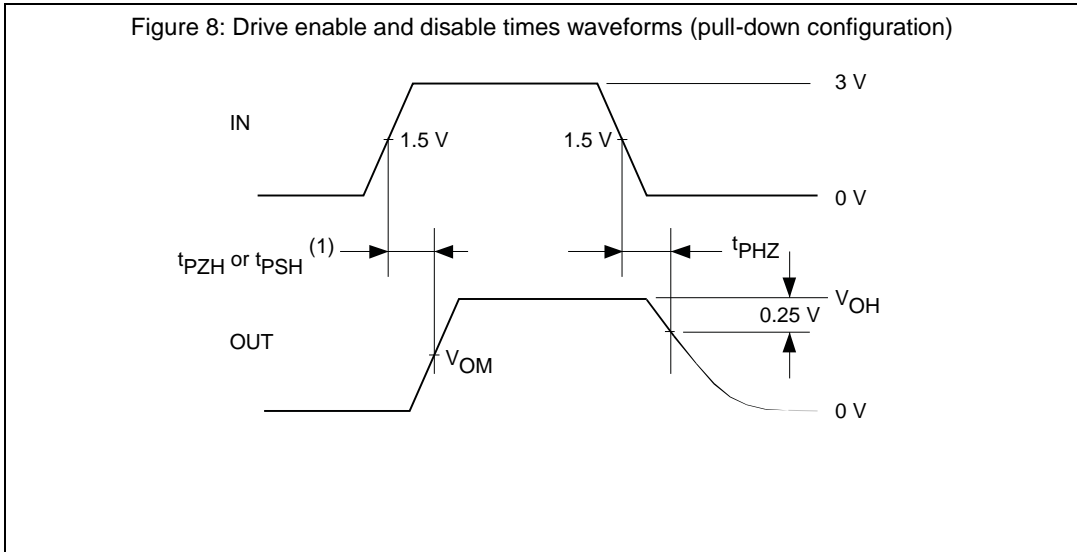 Figure 8: Drive enable and disable times waveforms (pull-down configuration)
3 V
IN
1.5 V
1.5 V
0 V
tPZH or tPSH (1)
tPHZ
VOH
0.25 V
OUT
VOM
0 V